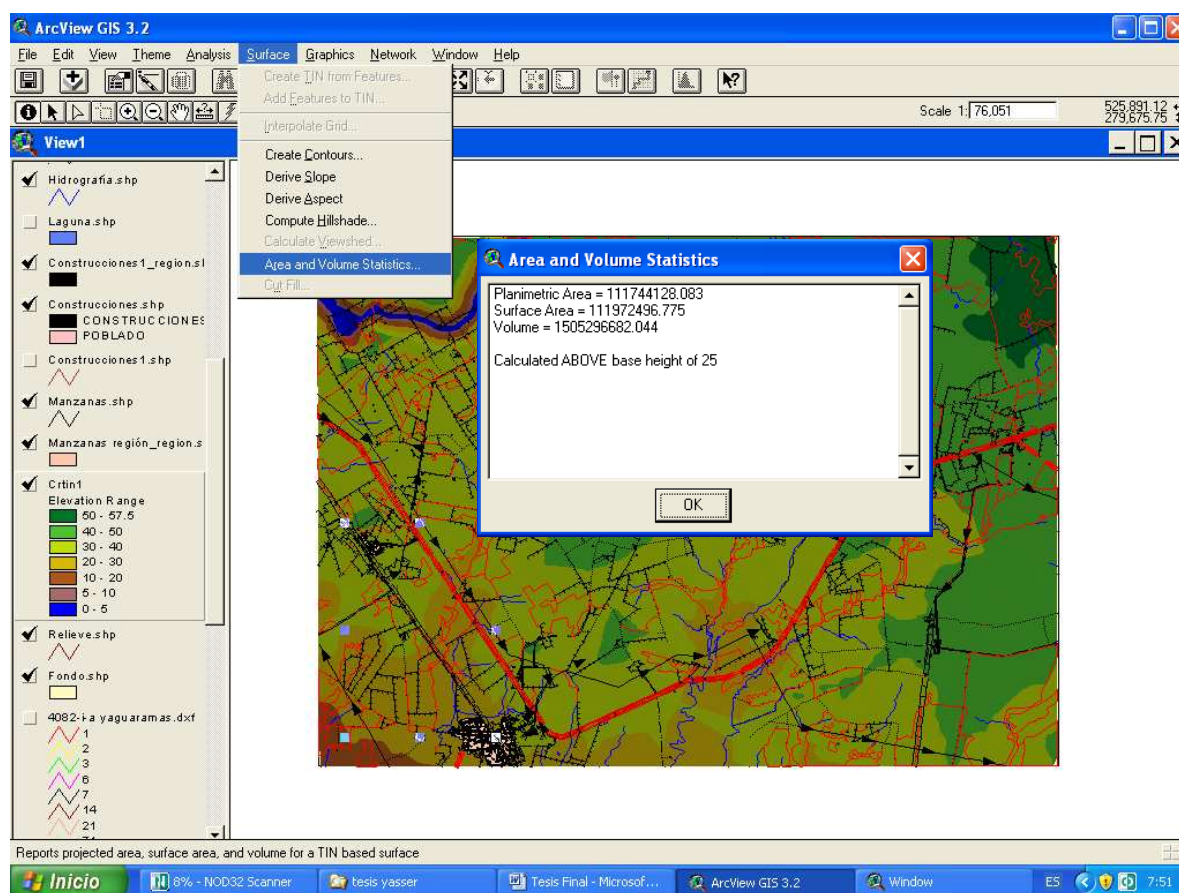 ArcView GIS 3.2
File Edit View Theme Analysis Surface Graphics Network Window Help
Scale 1: 76,051
525,891.12
279,675.75
Create TIN from Features...
Add Features to TIN...
Interpolate Grid...
Create Contours...
Derive Slope
Derive Aspect
Compute Hillshade...
Calculate Viewshed...
Area and Volume Statistics...
Cut Fill...
View1
Hidrografía.shp
Laguna.shp
Construcciones1_region.sl
Construcciones.shp
CONSTRUCCIONES
POBLADO
Construcciones1.shp
Manzanas.shp
Manzanas región_region.s
Crtin1
Elevation Range
50 - 57.5
40 - 50
30 - 40
20 - 30
10 - 20
5 - 10
0 - 5
Relieve.shp
Fondo.shp
4082-i-a yaguaramas.dxf
1
2
3
6
7
14
21
Area and Volume Statistics
Planimetric Area = 111744128.083
Surface Area = 111972496.775
Volume = 1505296682.044
Calculated ABOVE base height of 25
OK
Reports projected area, surface area, and volume for a TIN based surface
Inicio
8% - NOD32 Scanner
tesis yasser
Tesis Final - Microsof...
ArcView GIS 3.2
Window
ES
7:51